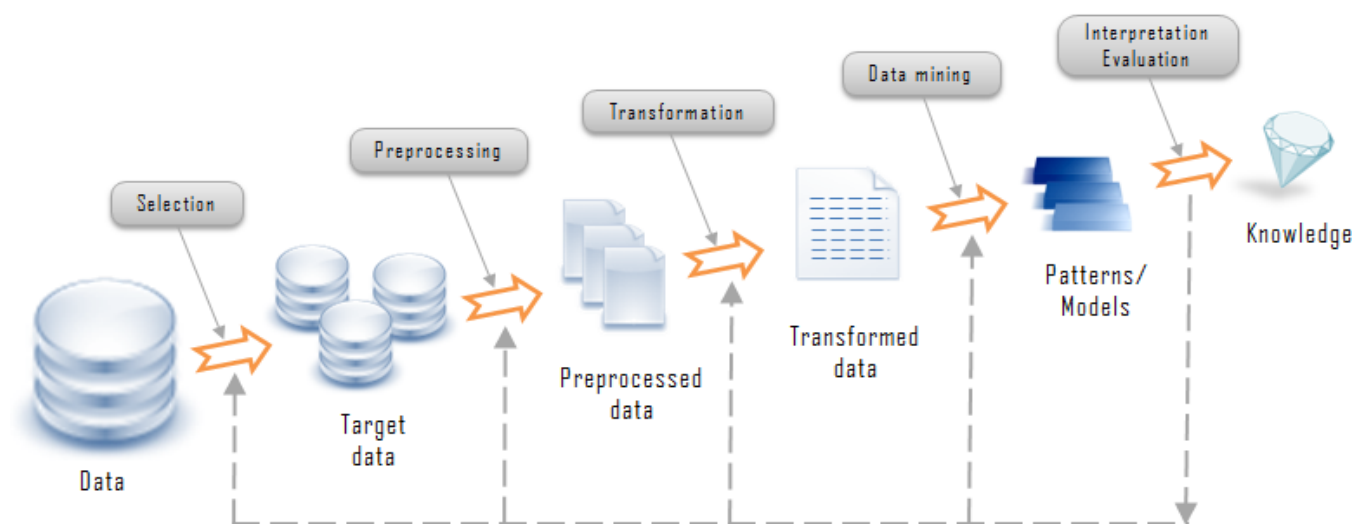 Interpretation
Evaluation
Data mining
Transformation
Preprocessing
Selection
Knowledge
Patterns/
Models
Transformed
data
Preprocessed
data
Target
data
Data